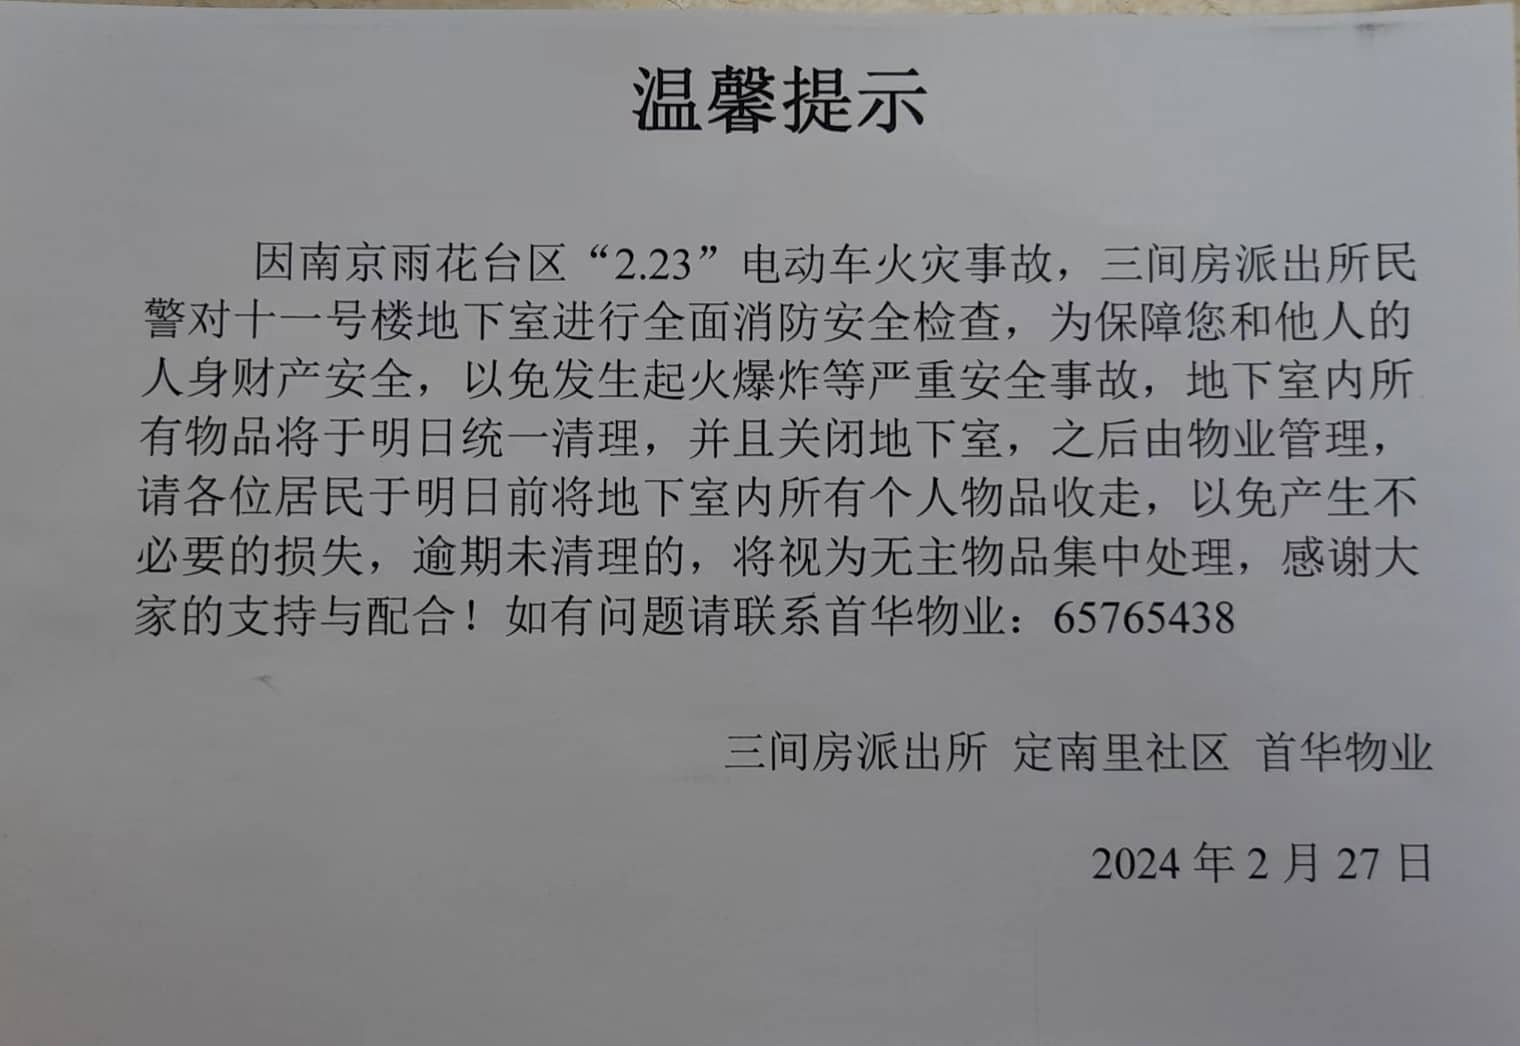 温馨提示
因南京雨花台区“2.23”电动车火灾事故，三间房派出所民
警对十一号楼地下室进行全面消防安全检查，为保障您和他人的
人身财产安全，以免发生起火爆炸等严重安全事故，地下室内所
有物品将于明日统一清理，并且关闭地下室，之后由物业管理，
请各位居民于明日前将地下室内所有个人物品收走，以免产生不
必要的损失，逾期未清理的，将视为无主物品集中处理，感谢大
家的支持与配合！如有问题请联系首华物业：65765438
三间房派出所 定南里社区 首华物业
2024 年 2 月 27 日